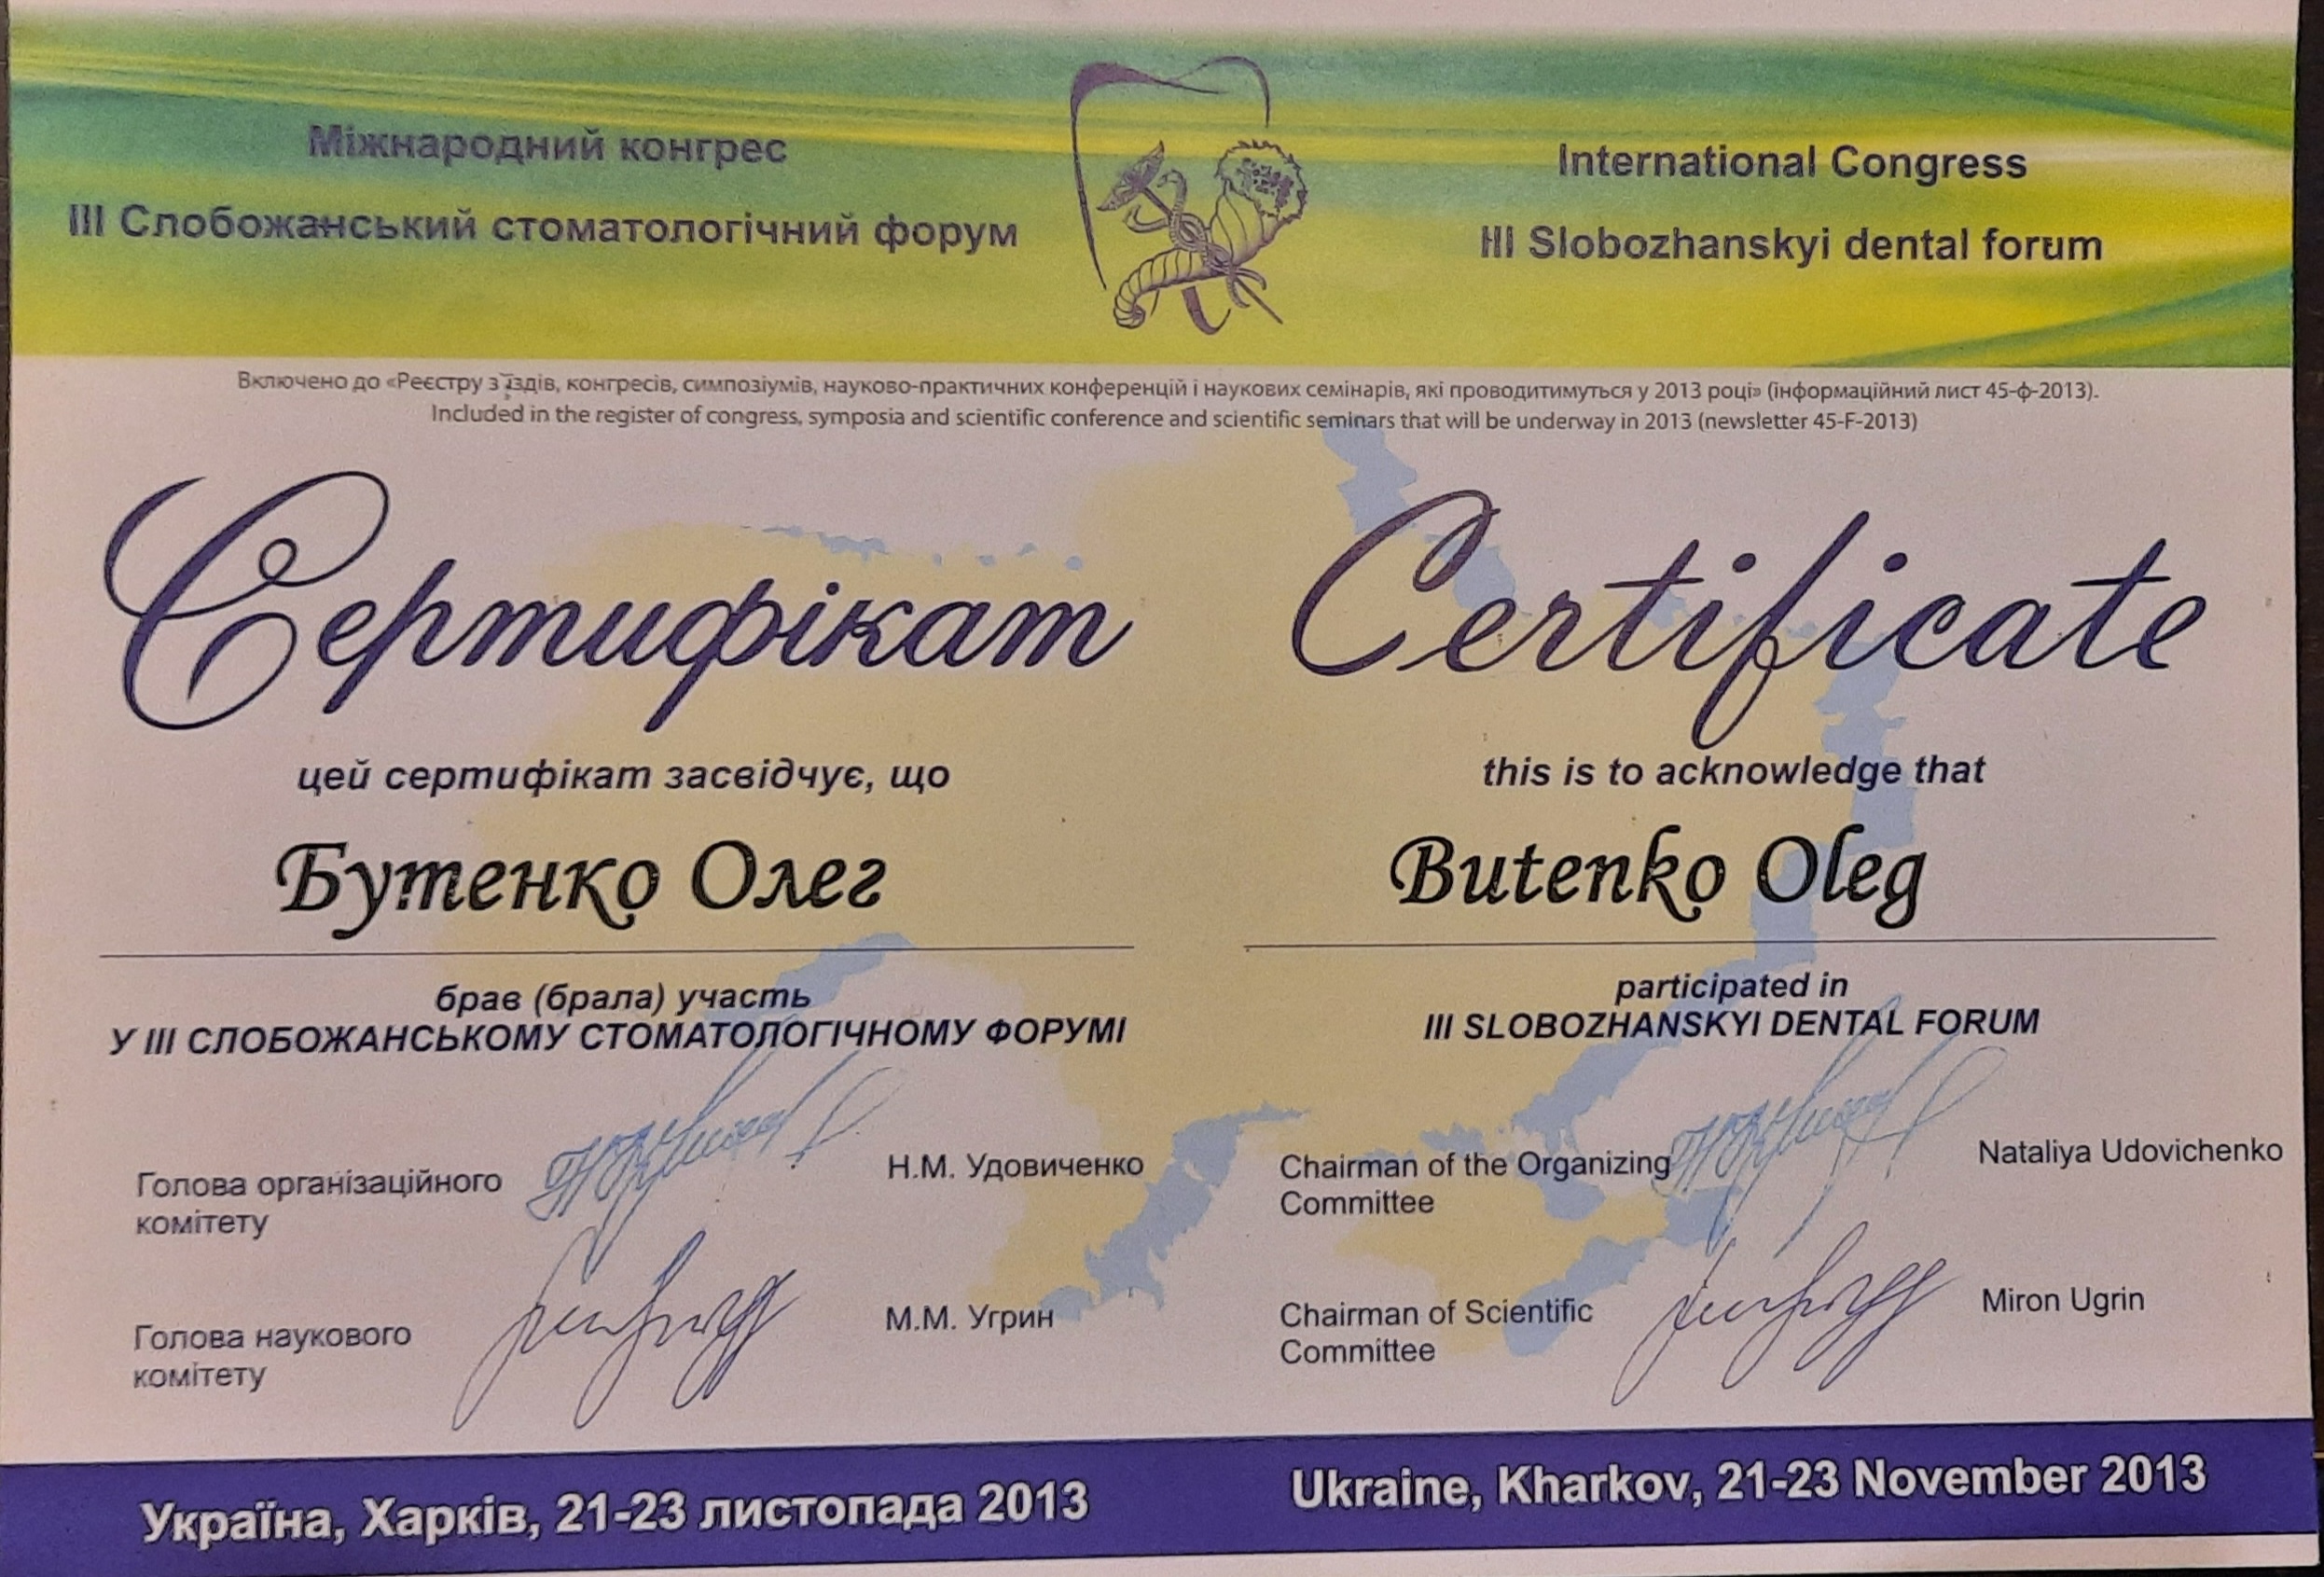 Міжнародний конгрес
III Слобожанський стоматологічний форум
International Congress
III Slobozhanskyi dental forum
Включено до «Реєстру з їздів, конгресів, симпозіумів, науково-практичних конференцій і наукових семінарів, які проводитимуться у 2013 році» (інформаційний лист 45-ф-2013).
Included in the register of congress, symposia and scientific conference and scientific seminars that will be underway in 2013 (newsletter 45-F-2013)
Сертифікат
цей сертифікат засвідчує, що
Бутенко Олег
брав (брала) участь
У III СЛОБОЖАНСЬКОМУ СТОМАТОЛОГІЧНОМУ ФОРУМІ
Голова організаційного
комітету
Н.М. Удовиченко
Голова наукового
комітету
М.М. Угрин
Certificate
this is to acknowledge that
Butenko Oleg
participated in
III SLOBOZHANSKYI DENTAL FORUM
Chairman of the Organizing
Committee
Nataliya Udovichenko
Chairman of Scientific
Committee
Miron Ugrin
Україна, Харків, 21-23 листопада 2013
Ukraine, Kharkov, 21-23 November 2013